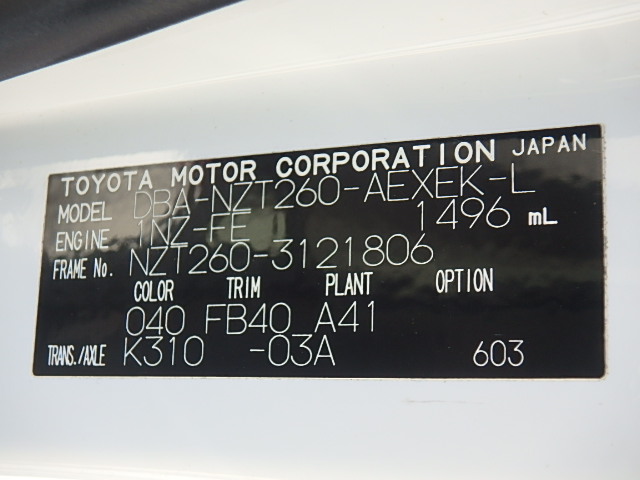 TOYOTA MOTOR CORPORATION JAPAN
MODEL DBA-NZT260-AEXEK-L
ENGINE 1NZ-FE 1496 mL
FRAME No. NZT260-3121806
COLOR TRIM PLANT OPTION
040 FB40 A41
TRANS./AXLE K310 -03A 603